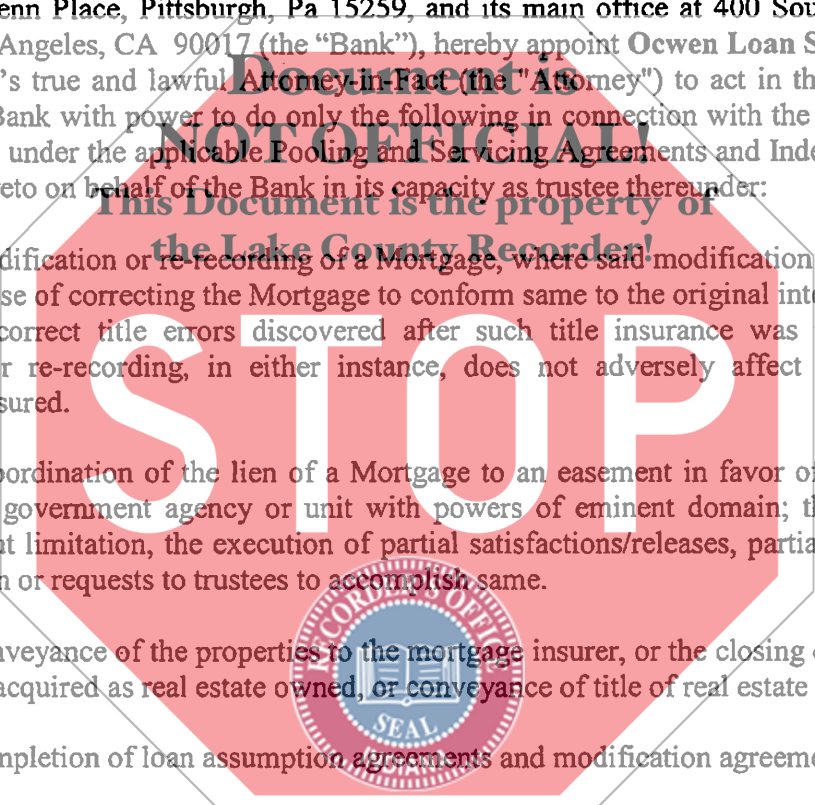 enn Place, Pittsburgh, Pa 15259, and its main office at 400 Sou
Angeles, CA 90017 (the “Bank”), hereby appoint Ocwen Loan S
’s true and lawful Attorney-in-Fact (the "Attorney") to act in th
Bank with power to do only the following in connection with the
under the applicable Pooling and Servicing Agreements and Inde
eto on behalf of the Bank in its capacity as trustee thereunder:
Document is
NOT OFFICIAL!
This Document is the property of
the Lake County Recorder!
dification or re-recording of a Mortgage, where said modification
se of correcting the Mortgage to conform same to the original inte
correct title errors discovered after such title insurance was
r re-recording, in either instance, does not adversely affect
sured.
STOP
ordination of the lien of a Mortgage to an easement in favor of
government agency or unit with powers of eminent domain; th
t limitation, the execution of partial satisfactions/releases, partia
n or requests to trustees to accomplish same.
nveyance of the properties to the mortgage insurer, or the closing
acquired as real estate owned, or conveyance of title of real estate
mpletion of loan assumption agreements and modification agreeme
RECORDER'S OFFICE
SEAL
INDIANA